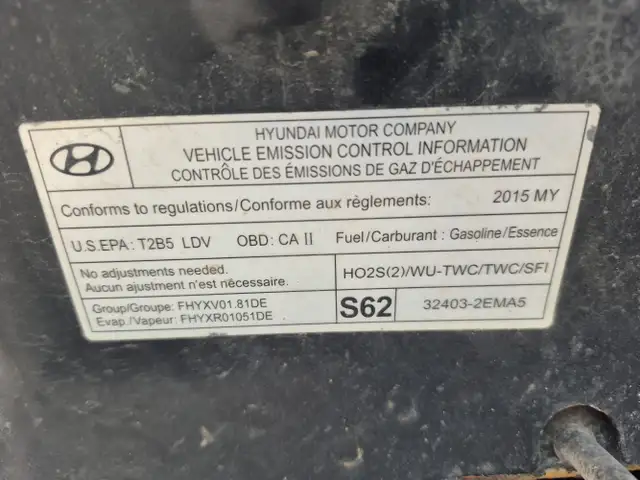 HYUNDAI MOTOR COMPANY
VEHICLE EMISSION CONTROL INFORMATION
CONTRÔLE DES ÉMISSIONS DE GAZ D'ÉCHAPPEMENT
Conforms to regulations/Conforme aux règlements: 2015 MY
U.S.EPA: T2B5 LDV OBD: CA II Fuel/Carburant : Gasoline/Essence
No adjustments needed.
Aucun ajustement n'est nécessaire.
HO2S(2)/WU-TWC/TWC/SFI
Group/Groupe: FHYXV01.81DE
Evap./Vapeur: FHYXR01051DE
S62
32403-2EMA5